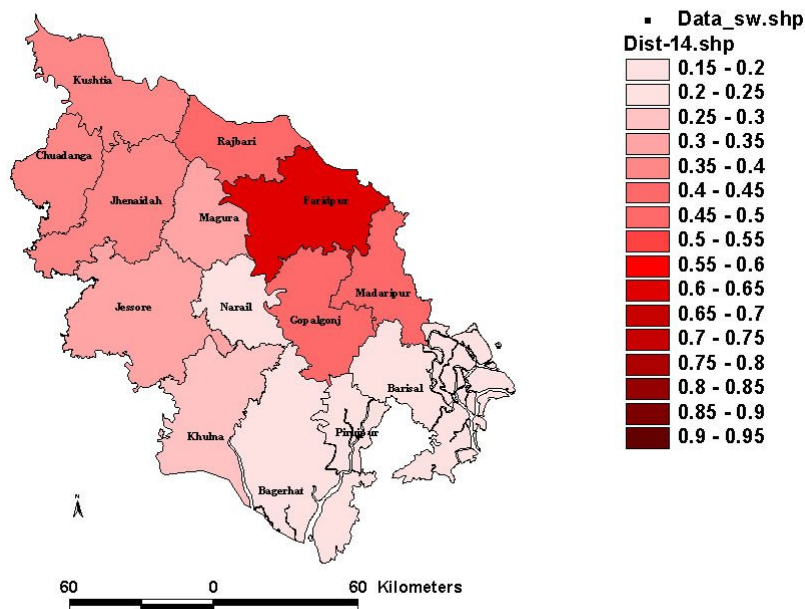 Data_sw.shp
Dist-14.shp
0.15 - 0.2
0.2 - 0.25
0.25 - 0.3
0.3 - 0.35
0.35 - 0.4
0.4 - 0.45
0.45 - 0.5
0.5 - 0.55
0.55 - 0.6
0.6 - 0.65
0.65 - 0.7
0.7 - 0.75
0.75 - 0.8
0.8 - 0.85
0.85 - 0.9
0.9 - 0.95
Kushtia
Rajbari
Chuadanga
Jhenaidah
Faridpur
Magura
Madaripur
Jessore
Narail
Gopalgonj
Barisal
Khulna
Pirojpur
Bagerhat
N
60 0 60 Kilometers